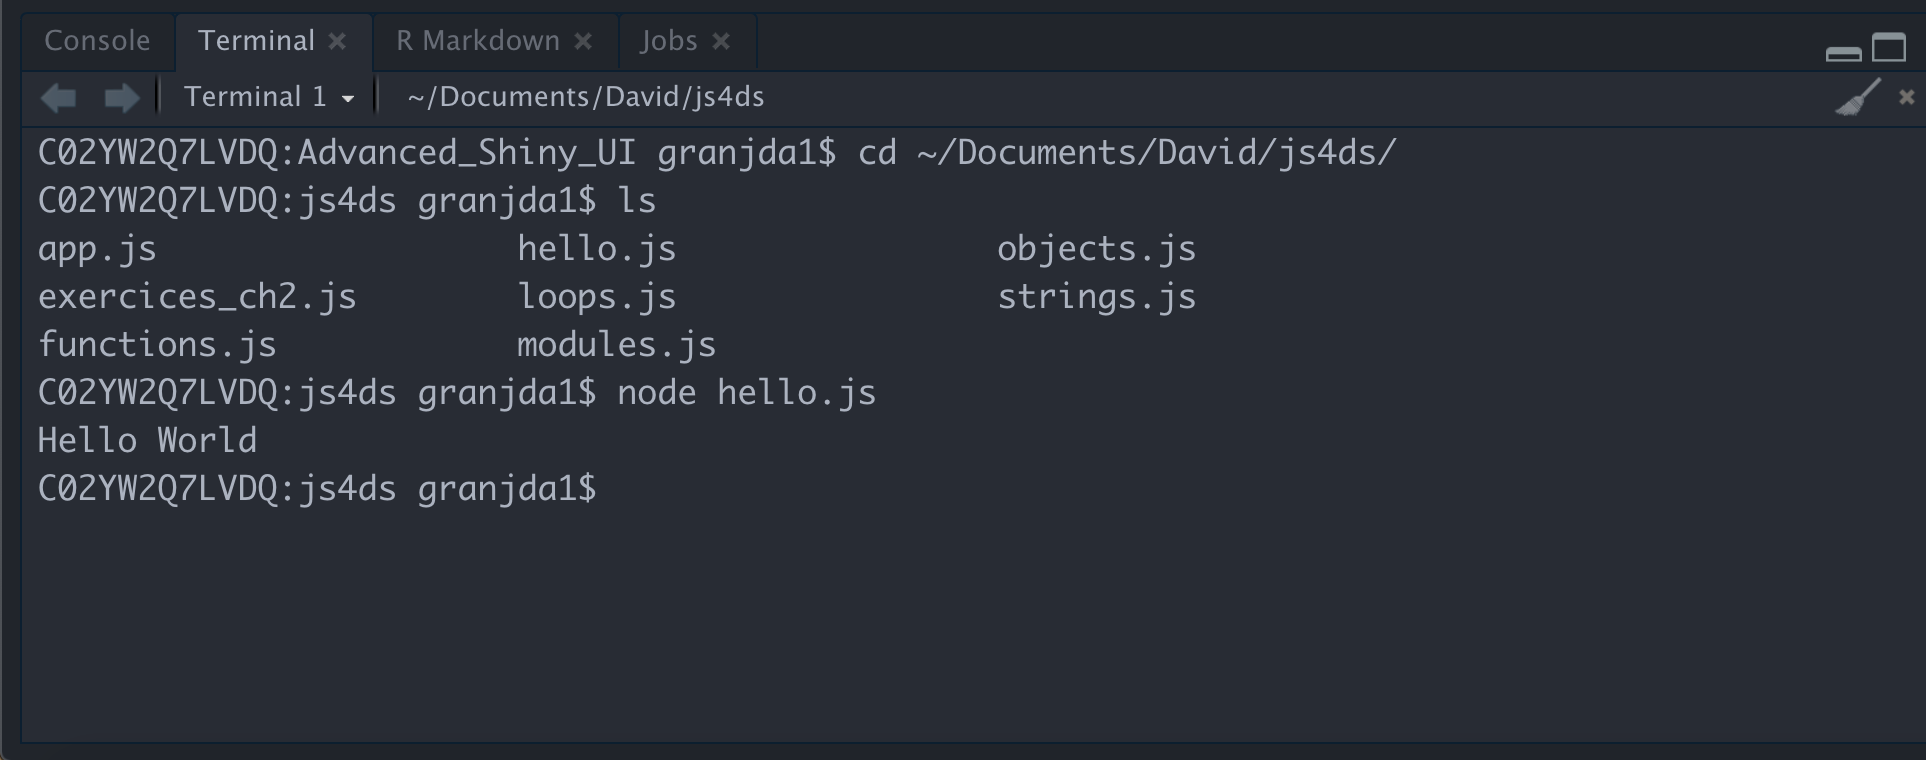 Console Terminal R Markdown Jobs
Terminal 1 ~/Documents/David/js4ds
C02YW2Q7LVDQ:Advanced_Shiny_UI granjda1$ cd ~/Documents/David/js4ds/
C02YW2Q7LVDQ:js4ds granjda1$ ls
app.js hello.js objects.js
exercices_ch2.js loops.js strings.js
functions.js modules.js
C02YW2Q7LVDQ:js4ds granjda1$ node hello.js
Hello World
C02YW2Q7LVDQ:js4ds granjda1$